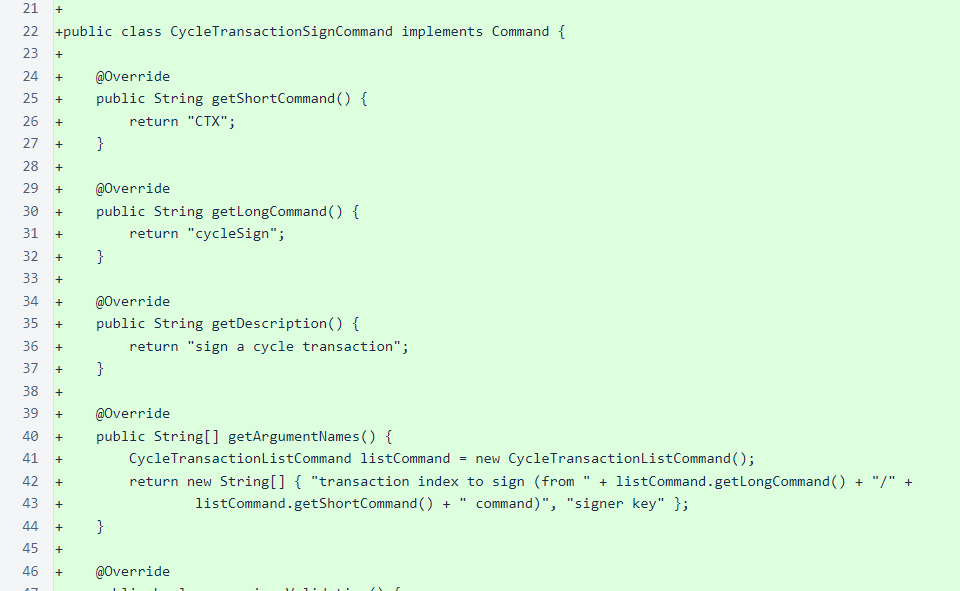 21 +
22 +public class CycleTransactionSignCommand implements Command {
23 +
24 +    @Override
25 +    public String getShortCommand() {
26 +        return "CTX";
27 +    }
28 +
29 +    @Override
30 +    public String getLongCommand() {
31 +        return "cycleSign";
32 +    }
33 +
34 +    @Override
35 +    public String getDescription() {
36 +        return "sign a cycle transaction";
37 +    }
38 +
39 +    @Override
40 +    public String[] getArgumentNames() {
41 +        CycleTransactionListCommand listCommand = new CycleTransactionListCommand();
42 +        return new String[] { "transaction index to sign (from " + listCommand.getLongCommand() + "/" +
43 +                listCommand.getShortCommand() + " command)", "signer key" };
44 +    }
45 +
46 +    @Override